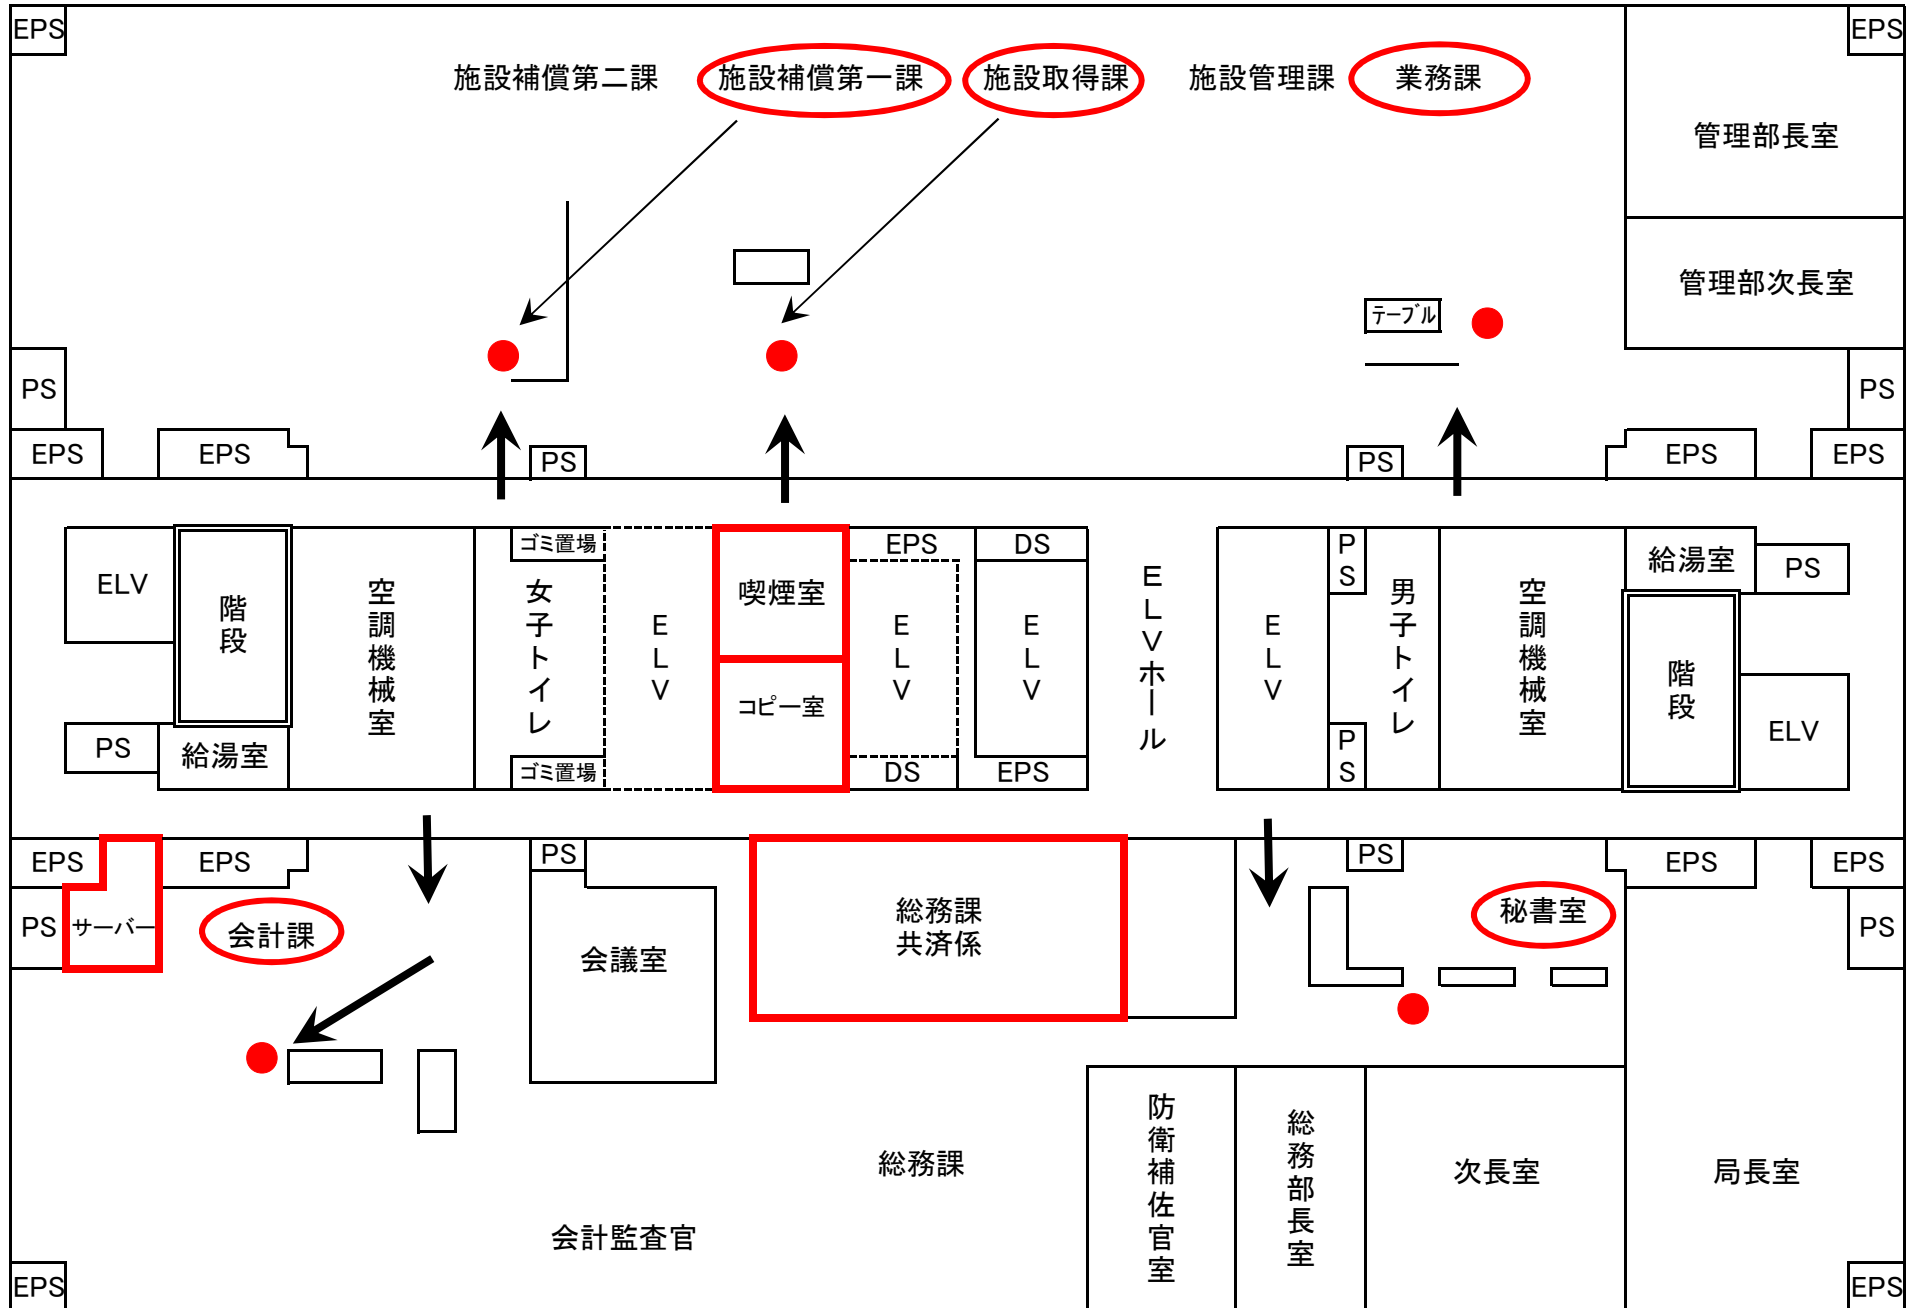 EPS
EPS
施設補償第二課
施設補償第一課
施設取得課
施設管理課
業務課
管理部長室
管理部次長室
テーブル
PS
PS
EPS
EPS
PS
PS
EPS
EPS
ELV
階段
空調機械室
女子トイレ
ゴミ置場
ELV
喫煙室
EPS
ELV
DS
ELV
ELVホール
ELV
PS
男子トイレ
空調機械室
給湯室
PS
階段
PS
給湯室
ゴミ置場
コピー室
DS
EPS
PS
ELV
EPS
EPS
PS
PS
EPS
EPS
PS
サーバー
会計課
会議室
総務課
共済係
秘書室
PS
総務課
会計監査官
防衛補佐官室
総務部長室
次長室
局長室
EPS
EPS